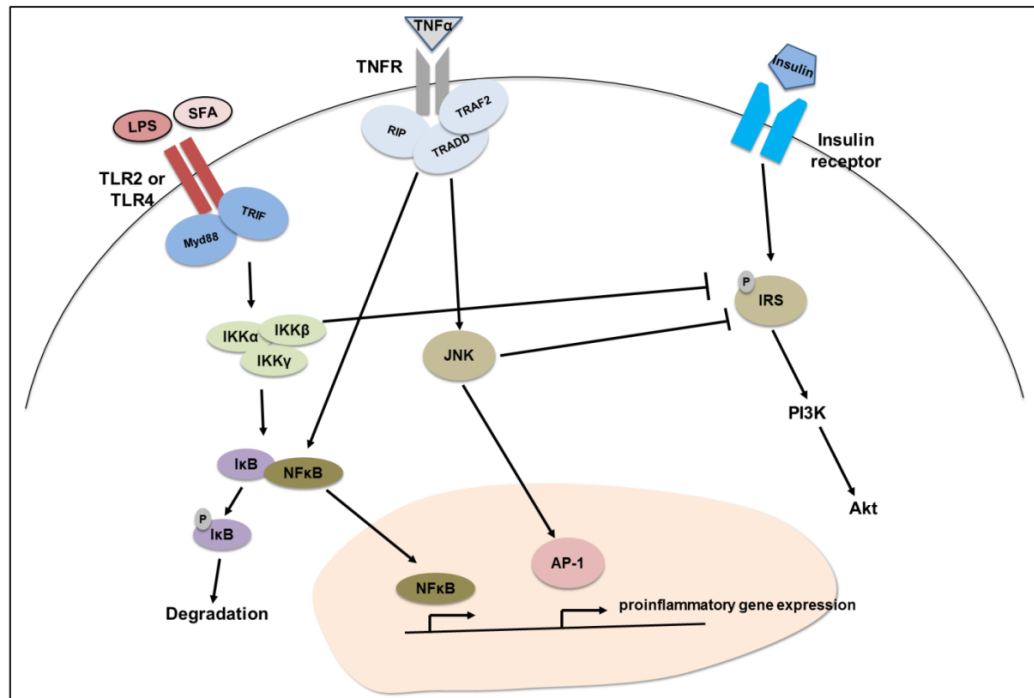 TNFα
TNFR
TRAF2
RIP
TRADD
Insulin
Insulin
receptor
LPS
SFA
TLR2 or
TLR4
TRIF
Myd88
P
IRS
IKKα
IKKβ
IKKγ
JNK
PI3K
IκB
NFκB
Akt
P
IκB
Degradation
AP-1
NFκB
proinflammatory gene expression